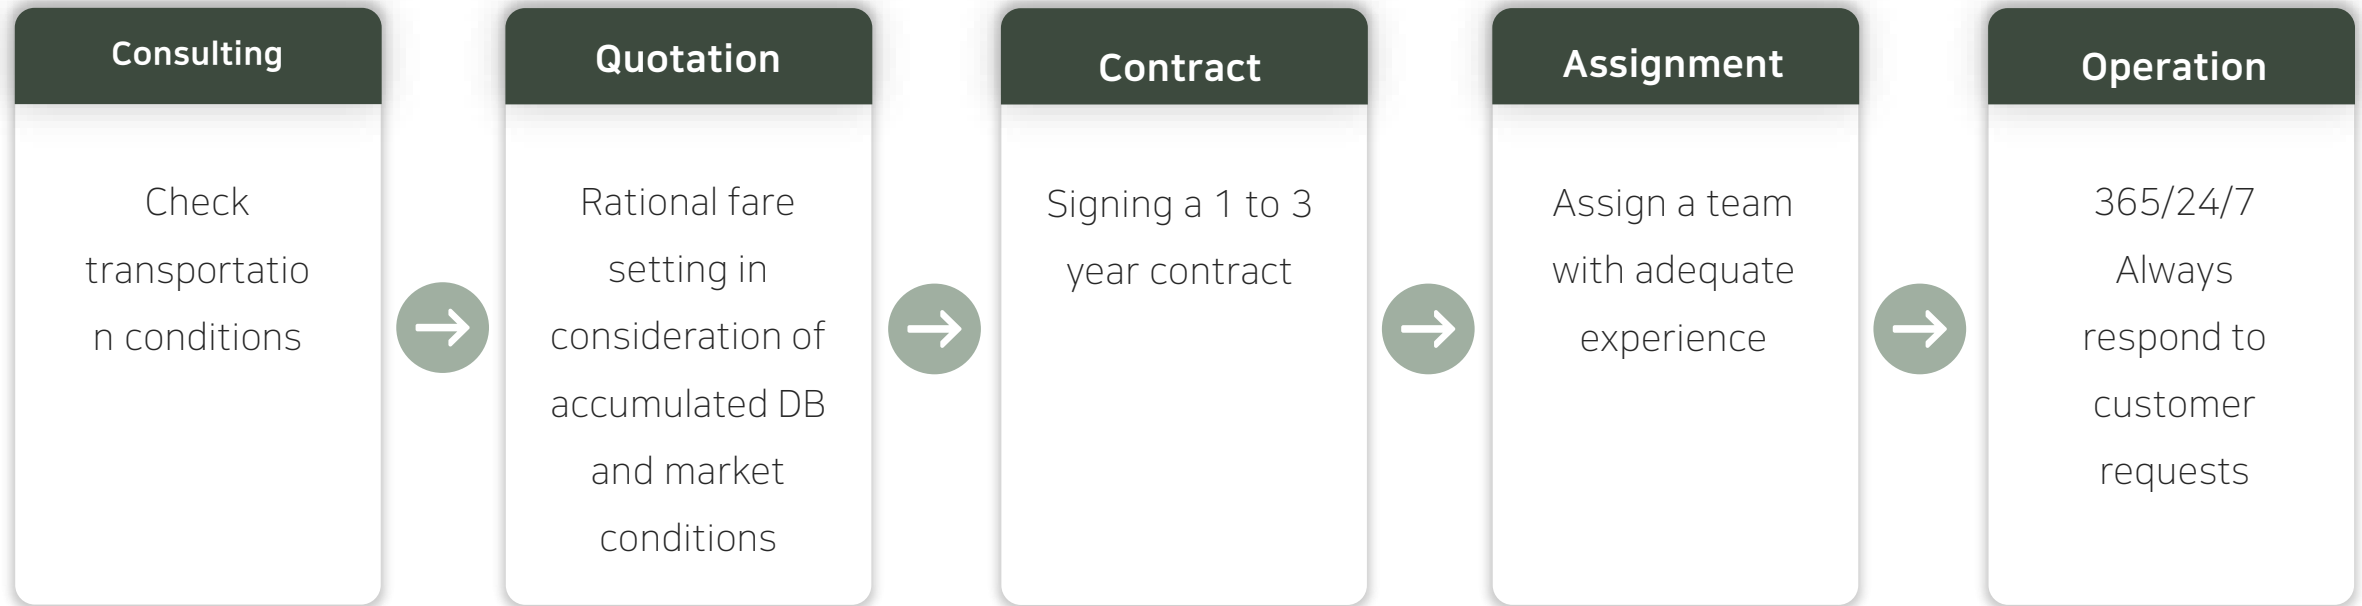 Consulting
Check
transportatio
n conditions
Quotation
Rational fare
setting in
consideration of
accumulated DB
and market
conditions
Contract
Signing a 1 to 3
year contract
Assignment
Assign a team
with adequate
experience
Operation
365/24/7
Always
respond to
customer
requests